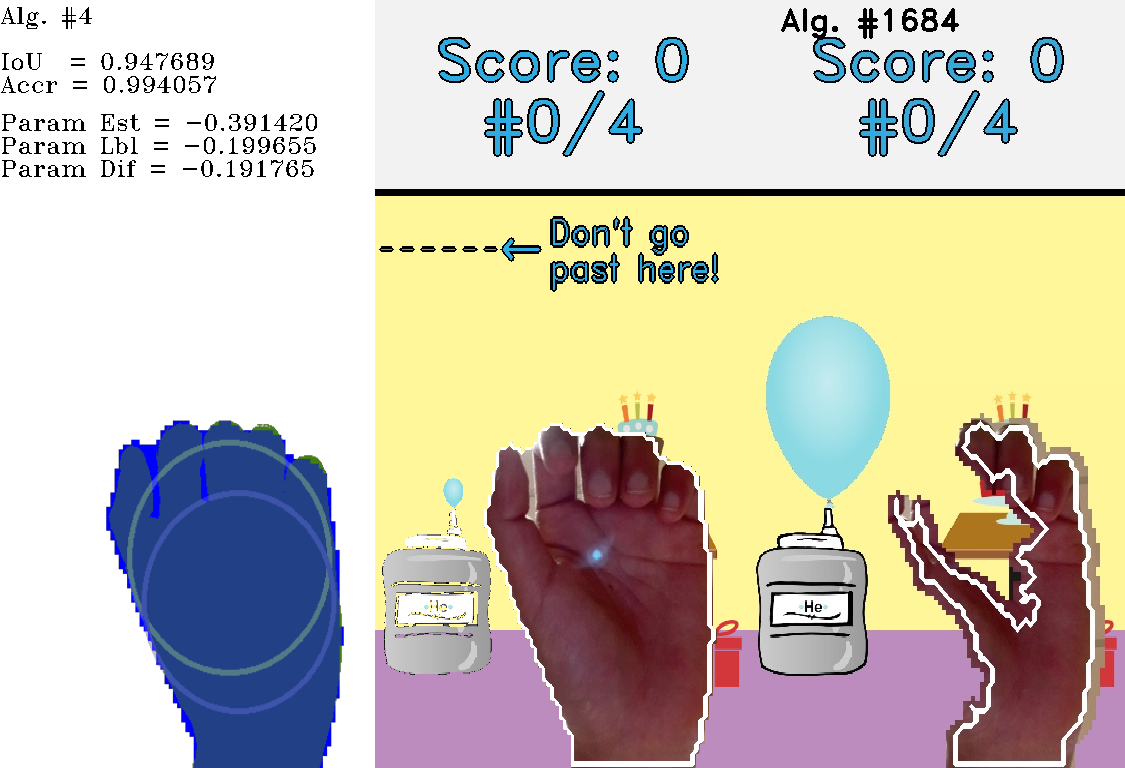 Alg. #4
IoU = 0.947689
Accr = 0.994057
Param Est = −0.391420
Param Lbl = −0.199655
Param Dif = −0.191765
Score: 0
#0/4
Alg. #1684
Score: 0
#0/4
Don't go
past here!
He
He